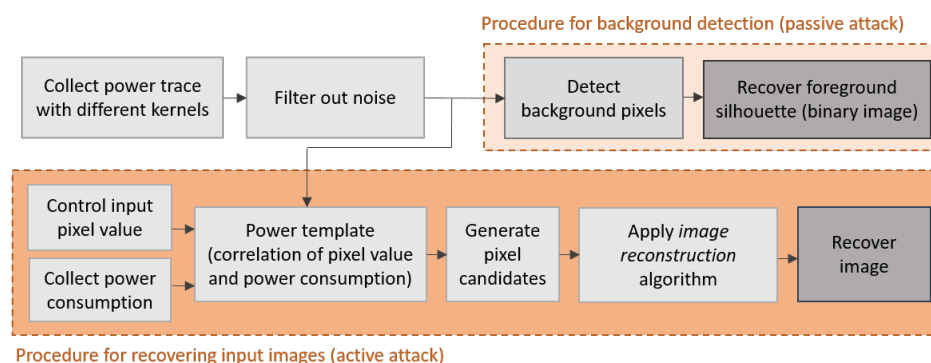 Procedure for background detection (passive attack)
Collect power trace
with different kernels
Filter out noise
Detect
background pixels
Recover foreground
silhouette (binary image)
Control input
pixel value
Collect power
consumption
Power template
(correlation of pixel value
and power consumption)
Generate
pixel
candidates
Apply image
reconstruction
algorithm
Recover
image
Procedure for recovering input images (active attack)